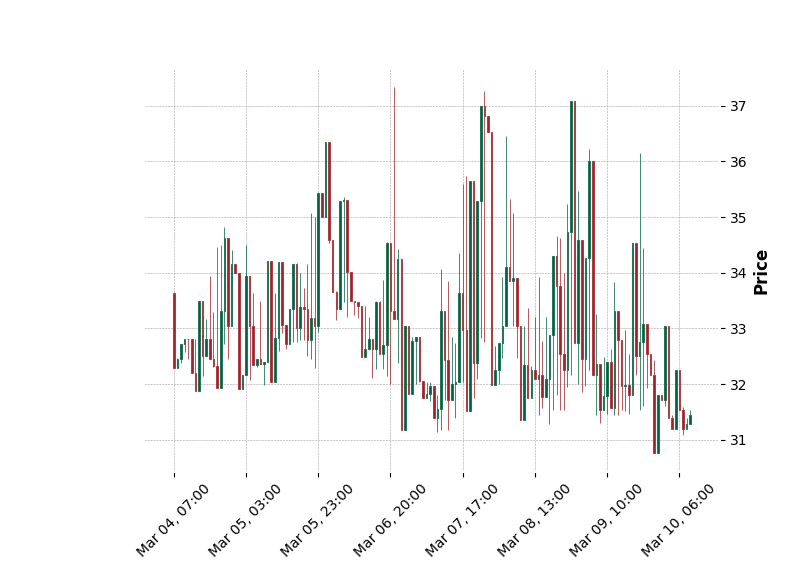 37
36
35
34
33
32
31
Price
Mar 04, 07:00
Mar 05, 03:00
Mar 05, 23:00
Mar 06, 20:00
Mar 07, 17:00
Mar 08, 13:00
Mar 09, 10:00
Mar 10, 06:00